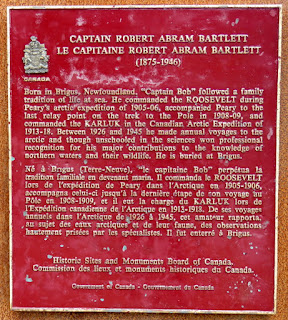 CAPTAIN ROBERT ABRAM BARTLETT
LE CAPITAINE ROBERT ABRAM BARTLETT
(1875-1946)
CANADA
Born in Brigus, Newfoundland, "Captain Bob" followed a family
tradition of life at sea. He commanded the ROOSEVELT during
Peary's arctic expedition of 1905-06, accompanied Peary to the
last relay point on the trek to the Pole in 1908-09, and
commanded the KARLUK in the Canadian Arctic Expedition of
1913-18. Between 1926 and 1945 he made annual voyages to the
arctic and though unschooled in the sciences won professional
recognition for his major contributions to the knowledge of
northern waters and their wildlife. He is buried at Brigus.
Né à Brigus (Terre-Neuve), "le capitaine Bob" perpétua la
tradition familiale en devenant marin. Il commanda le ROOSEVELT
lors de l'expédition de Peary dans l'Arctique en 1905-1906,
accompagna celui-ci jusqu'à la dernière étape de son voyage au
Pôle en 1908-1909, et il eut la charge du KARLUK lors de
l'Expédition canadienne de l'Arctique en 1913-1918. De ses voyages
annuels dans l'Arctique de 1926 à 1945, cet amateur rapporta,
au sujet des eaux arctiques et de leur faune, des observations
hautement prisées par les spécialistes. Il fut enterré à Brigus.
Historic Sites and Monuments Board of Canada.
Commission des lieux et monuments historiques du Canada.
Government of Canada - Gouvernement du Canada